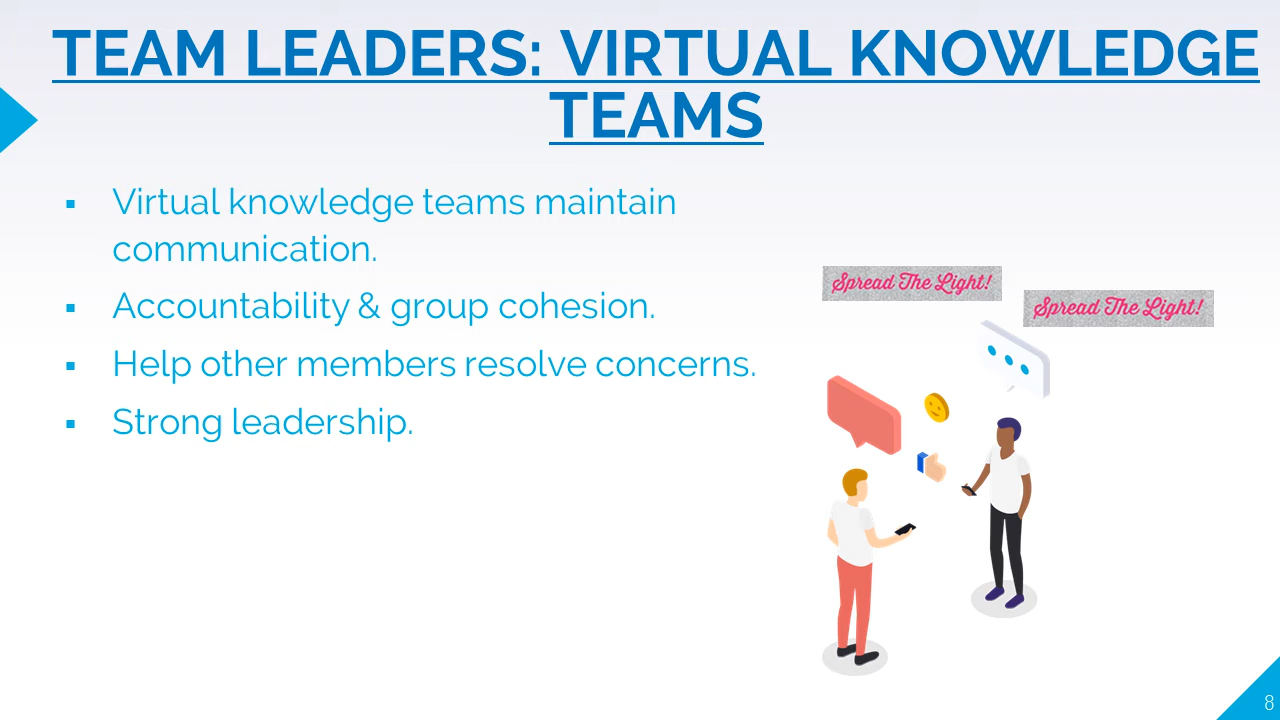 TEAM LEADERS: VIRTUAL KNOWLEDGE
TEAMS
▪ Virtual knowledge teams maintain
communication.
▪ Accountability & group cohesion.
▪ Help other members resolve concerns.
▪ Strong leadership.
Spread The Light!
Spread The Light!
8